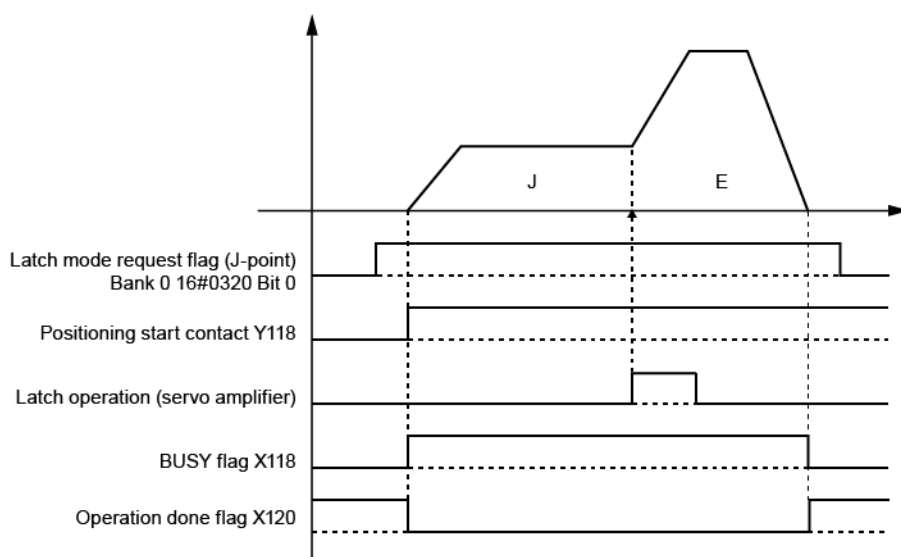 J
E
Latch mode request flag (J-point)
Bank 0 16#0320 Bit 0
Positioning start contact Y118
Latch operation (servo amplifier)
BUSY flag X118
Operation done flag X120